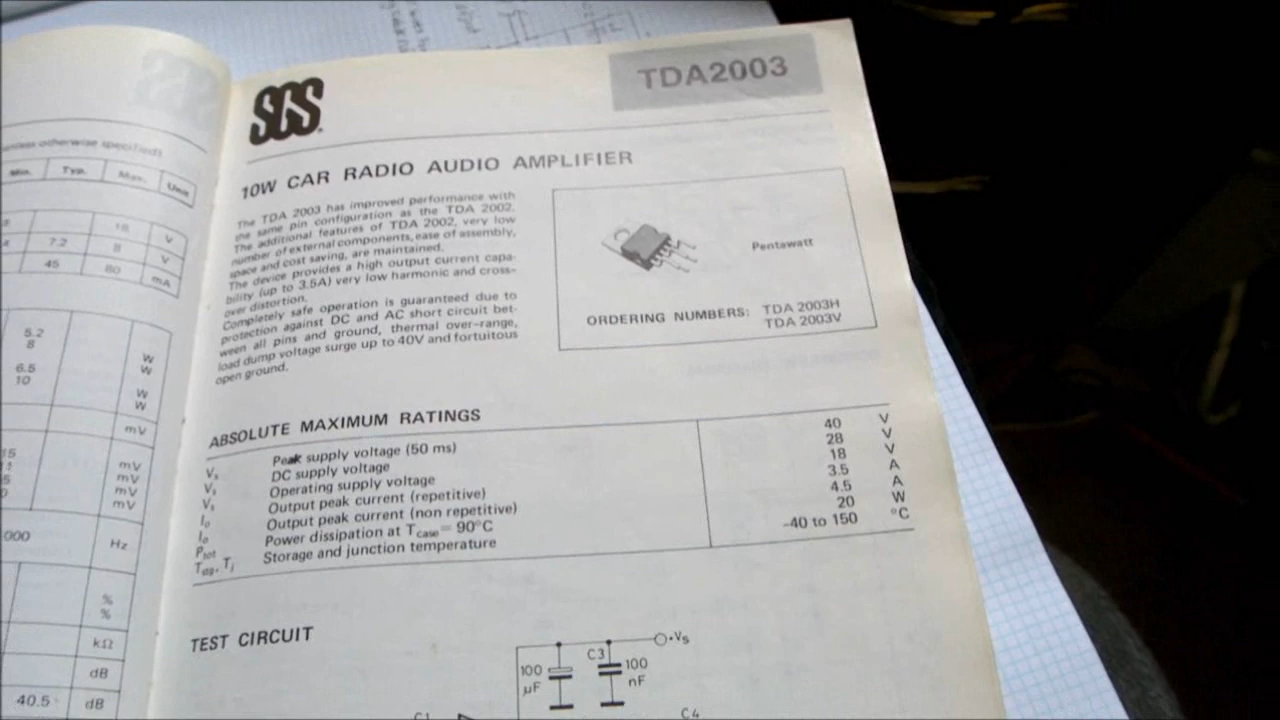 unless otherwise specified)
Min. Typ. Max. Unit
18 V
7.2 8 V
45 80 mA
5.2
8 W
W
6.5
10 W
W
mV
15 mV
mV
mV
mV
Hz
%
%
kΩ
dB
40.5 dB
SGS
TDA2003
10W CAR RADIO AUDIO AMPLIFIER
The TDA 2003 has improved performance with
the same pin configuration as the TDA 2002.
The additional features of TDA 2002, very low
number of external components, ease of assembly,
space and cost saving, are maintained.
The device provides a high output current capa-
bility (up to 3.5A) very low harmonic and cross-
over distortion.
Completely safe operation is guaranteed due to
protection against DC and AC short circuit bet-
ween all pins and ground, thermal over-range,
load dump voltage surge up to 40V and fortuitous
open ground.
Pentawatt
ORDERING NUMBERS: TDA 2003H
TDA 2003V
ABSOLUTE MAXIMUM RATINGS
Vs Peak supply voltage (50 ms) 40 V
Vs DC supply voltage 28 V
Vs Operating supply voltage 18 V
Io Output peak current (repetitive) 3.5 A
Io Output peak current (non repetitive) 4.5 A
Ptot Power dissipation at Tcase = 90°C 20 W
Tstg, Tj Storage and junction temperature -40 to 150 °C
TEST CIRCUIT
+Vs
C3
100 µF
100 nF
C1
C4